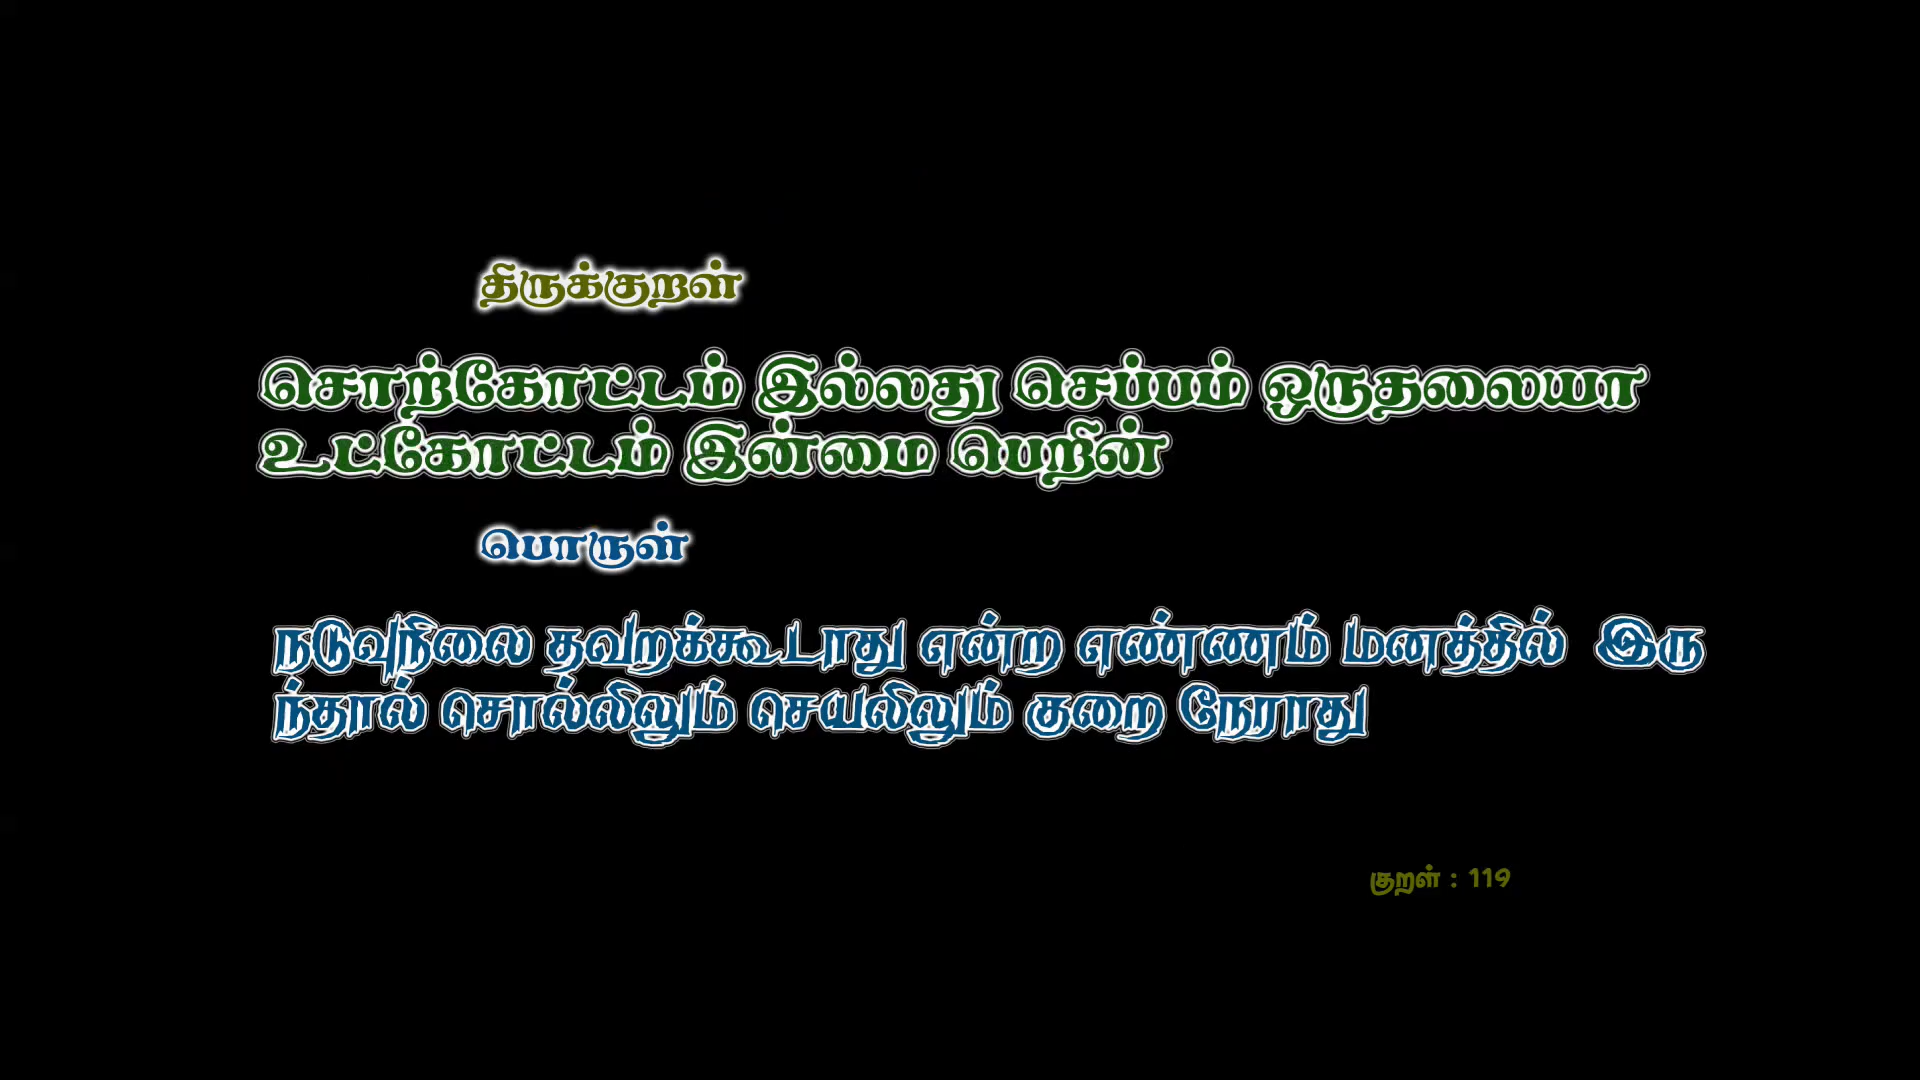 திருக்குறள்
சொற்கோட்டம் இல்லது செப்பம் ஒருதலையா
உட்கோட்டம் இன்மை பெறின்
பொருள்
நடுவுநிலை தவறக்கூடாது என்ற எண்ணம் மனத்தில் இரு
ந்தால் சொல்லிலும் செயலிலும் குறை நேராது
குறள் : 119